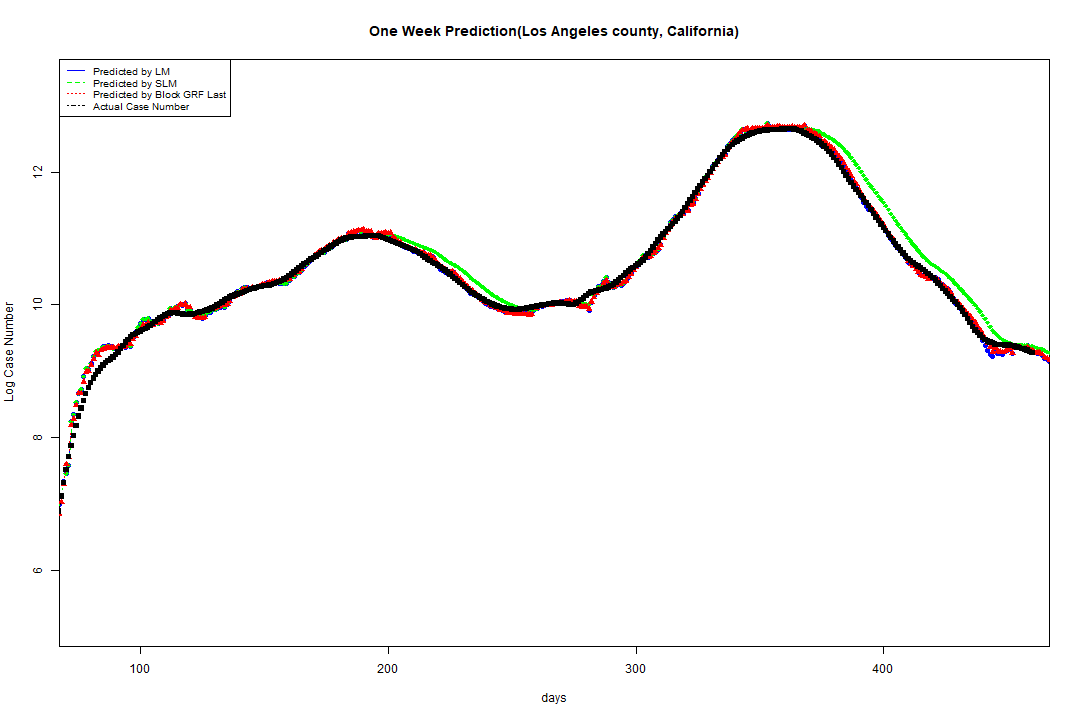 One Week Prediction(Los Angeles county, California)
Predicted by LM
Predicted by SLM
Predicted by Block GRF Last
Actual Case Number
12
10
8
6
Log Case Number
100 200 300 400
days